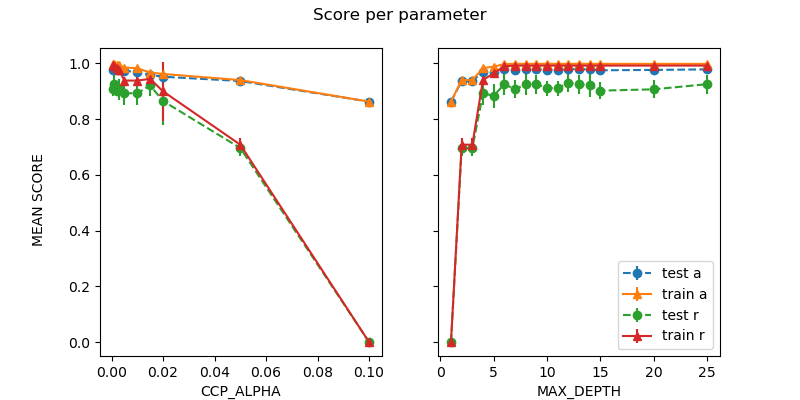 Score per parameter
MEAN SCORE
1.0
0.8
0.6
0.4
0.2
0.0
0.00 0.02 0.04 0.06 0.08 0.10
CCP_ALPHA
0 5 10 15 20 25
MAX_DEPTH
test a
train a
test r
train r